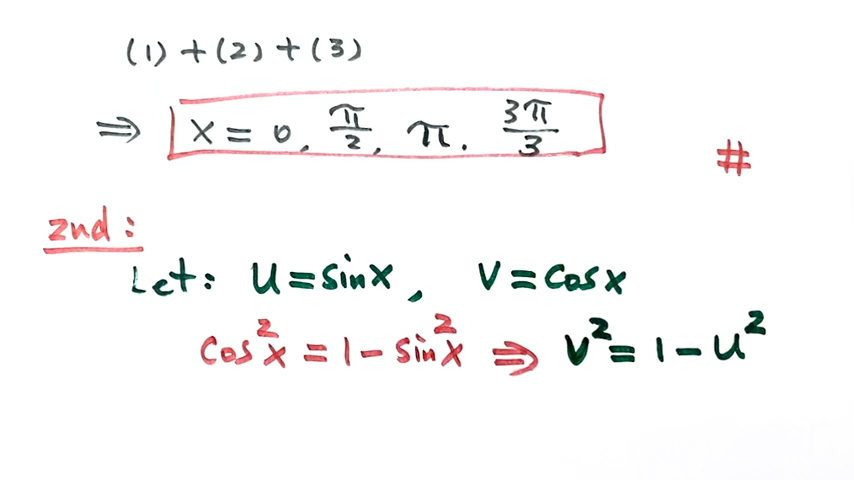 (1) + (2) + (3)
⇒ x = 0, π/2, π. 3π/3
#
2nd:
Let: u = sinx, v = cosx
cos²x = 1 - sin²x ⇒ v² = 1 - u²